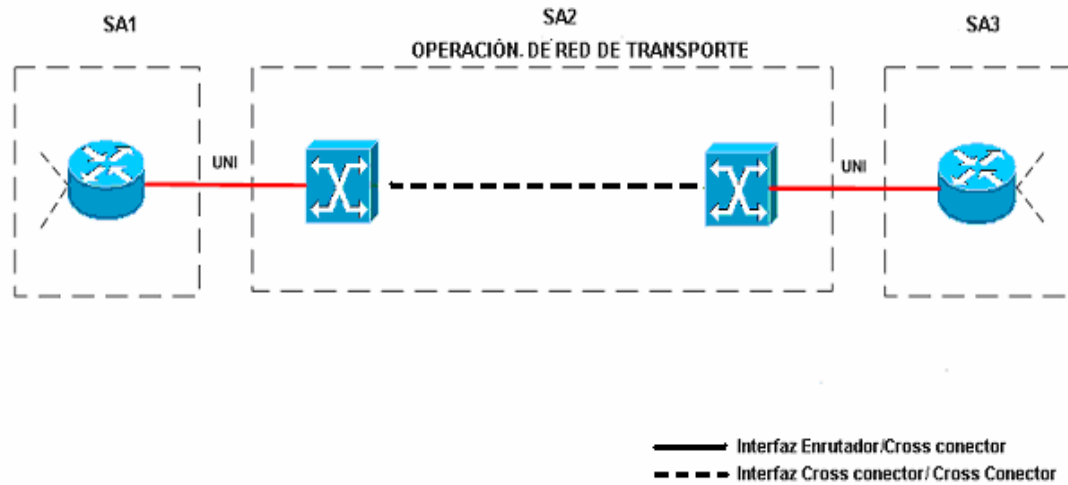 SA1
SA2
SA3
OPERACIÓN. DE RED DE TRANSPORTE
UNI
UNI
Interfaz Enrutador/Cross conector
Interfaz Cross conector/ Cross Conector